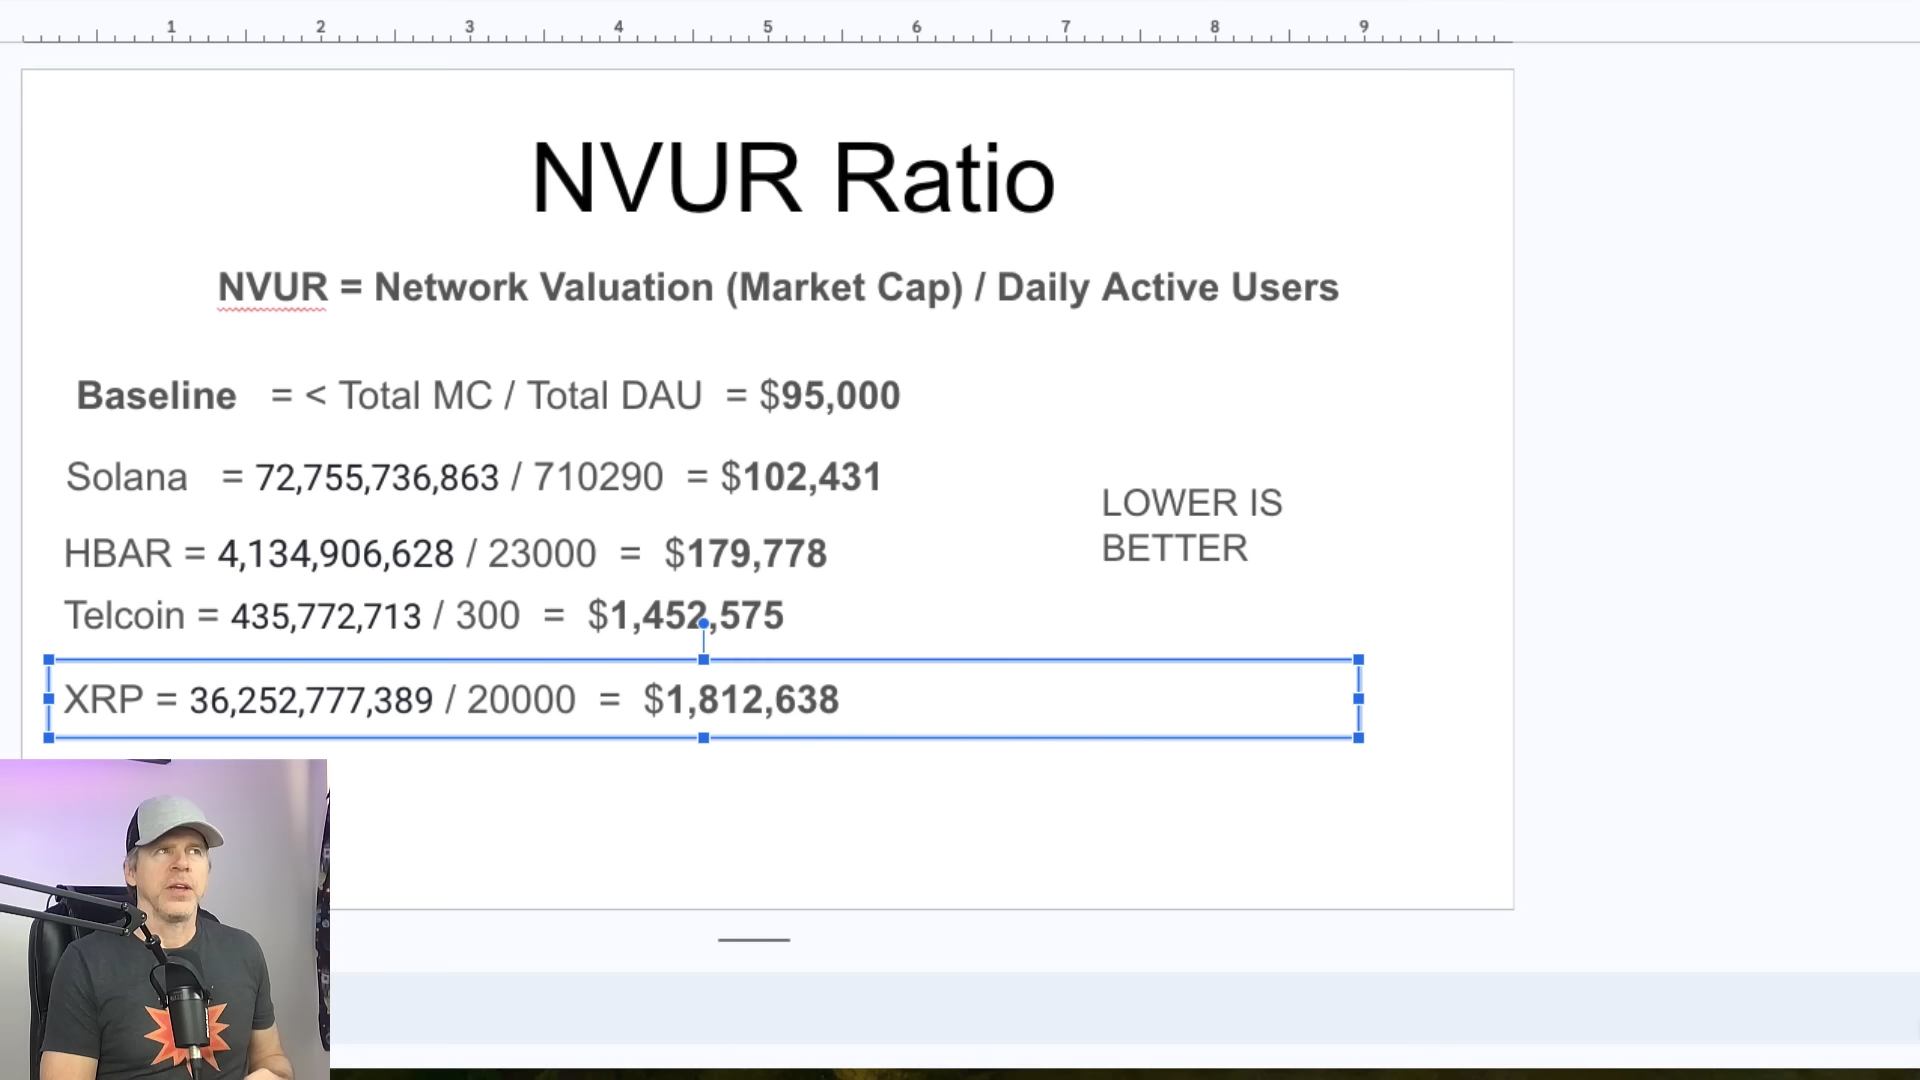 1 2 3 4 5 6 7 8 9
NVUR Ratio
NVUR = Network Valuation (Market Cap) / Daily Active Users
Baseline = < Total MC / Total DAU = $95,000
Solana = 72,755,736,863 / 710290 = $102,431
HBAR = 4,134,906,628 / 23000 = $179,778
Telcoin = 435,772,713 / 300 = $1,452,575
XRP = 36,252,777,389 / 20000 = $1,812,638
LOWER IS
BETTER